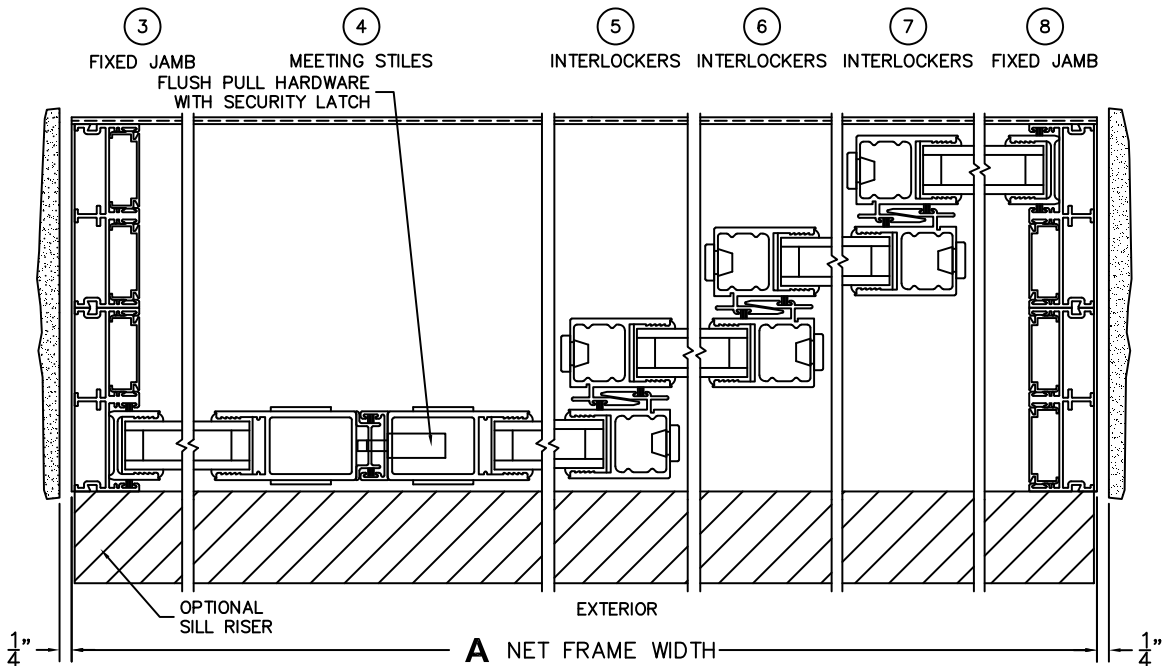 3 4 5 6 7 8
FIXED JAMB MEETING STILES INTERLOCKERS INTERLOCKERS INTERLOCKERS FIXED JAMB
FLUSH PULL HARDWARE
WITH SECURITY LATCH
OPTIONAL
SILL RISER
EXTERIOR
1/4" A NET FRAME WIDTH 1/4"